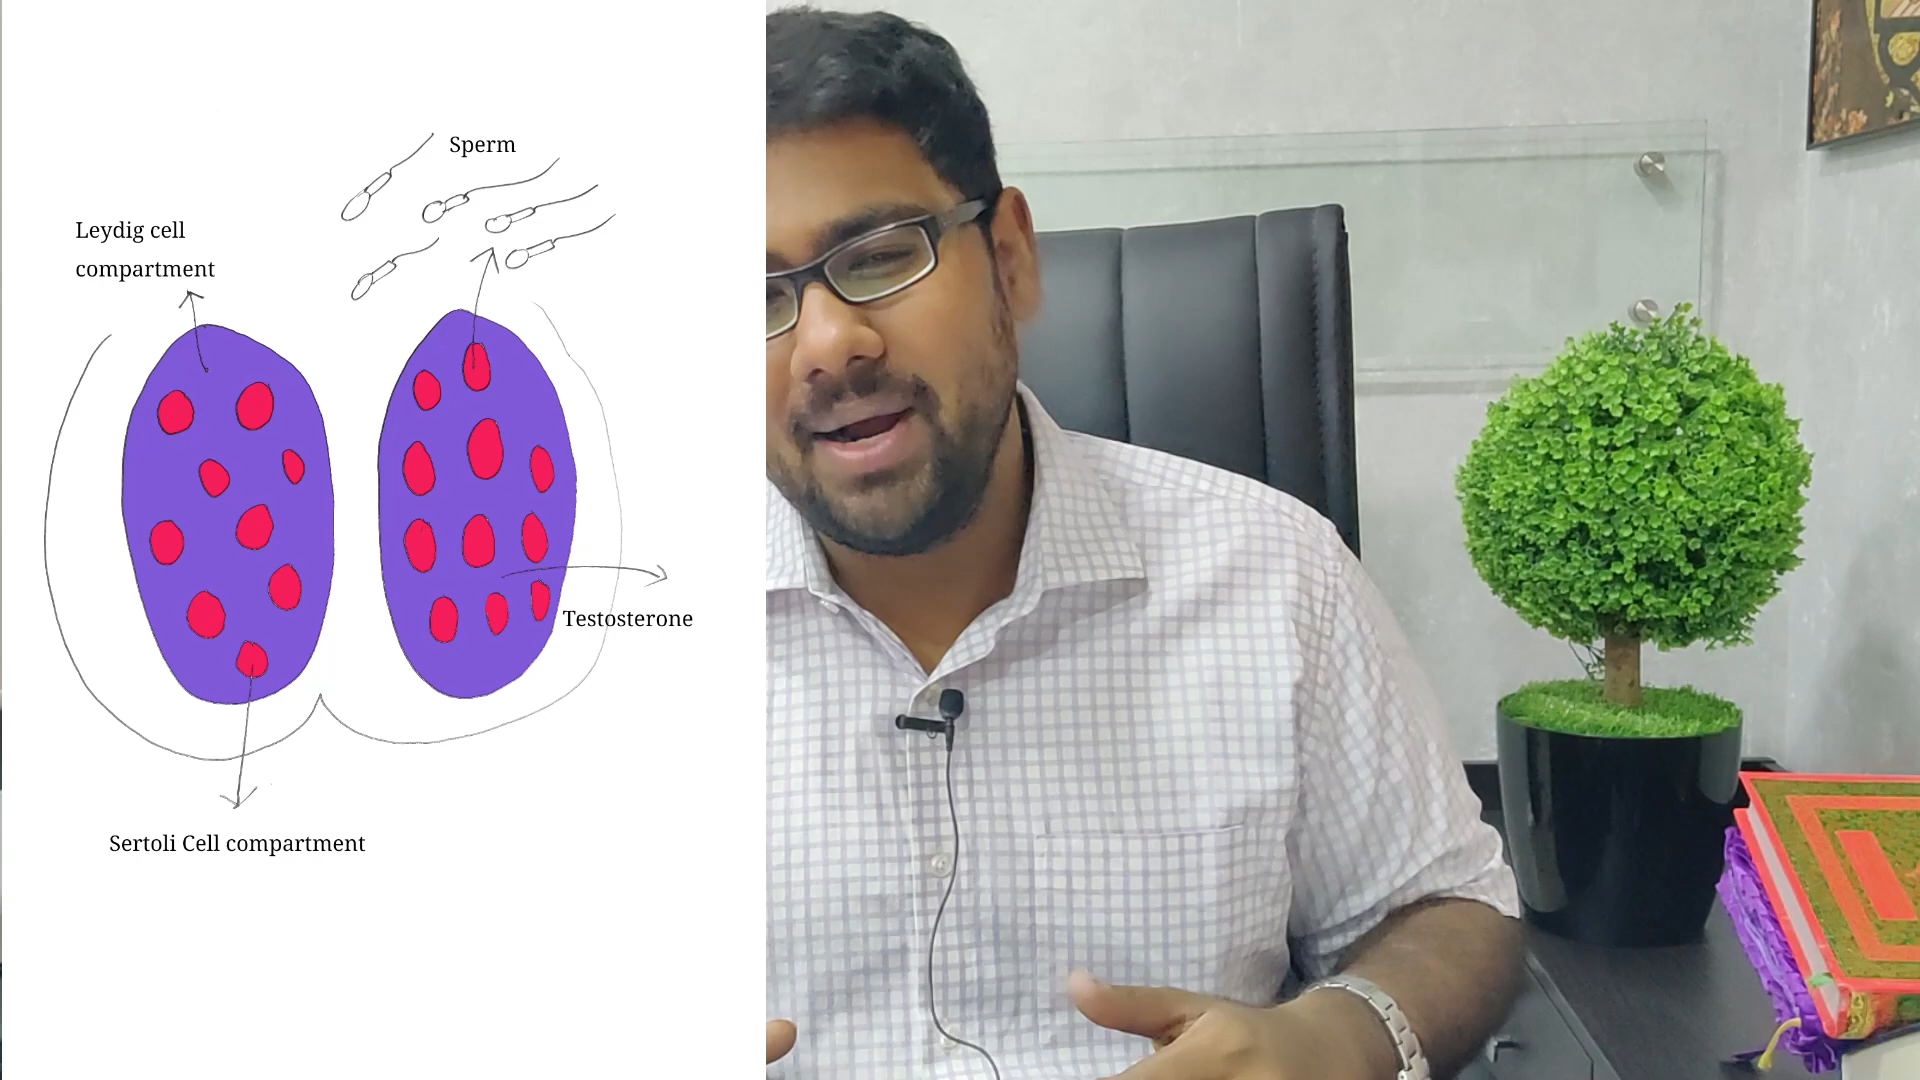 Sperm
Leydig cell
compartment
Testosterone
Sertoli Cell compartment